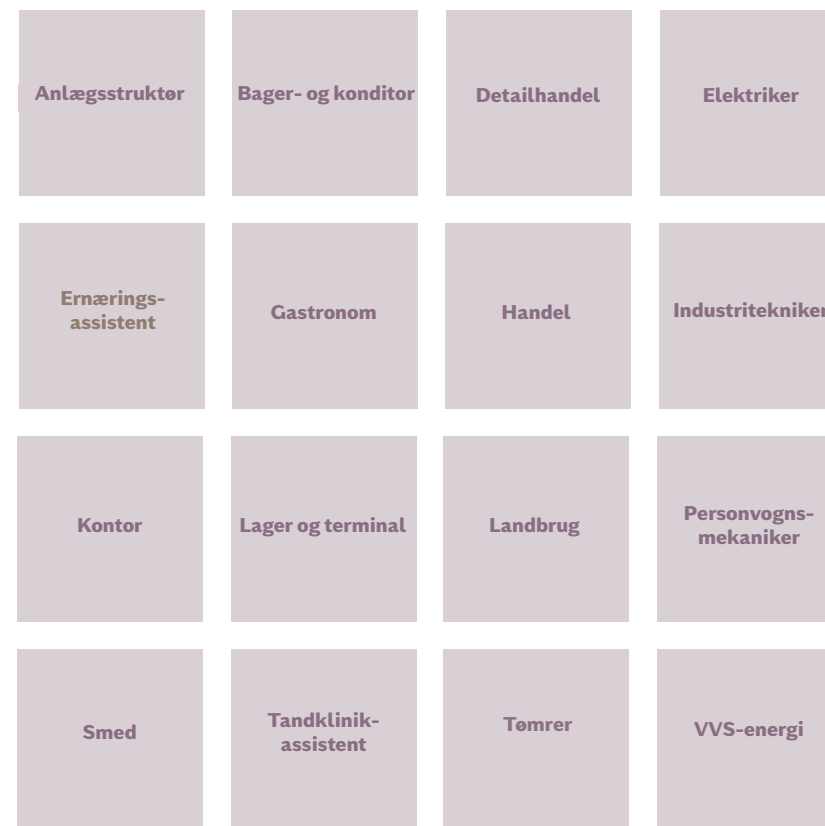 Anlægsstruktør
Bager- og konditor
Detailhandel
Elektriker
Ernærings-
assistent
Gastronom
Handel
Industritekniker
Kontor
Lager og terminal
Landbrug
Personvogns-
mekaniker
Smed
Tandklinik-
assistent
Tømrer
VVS-energi